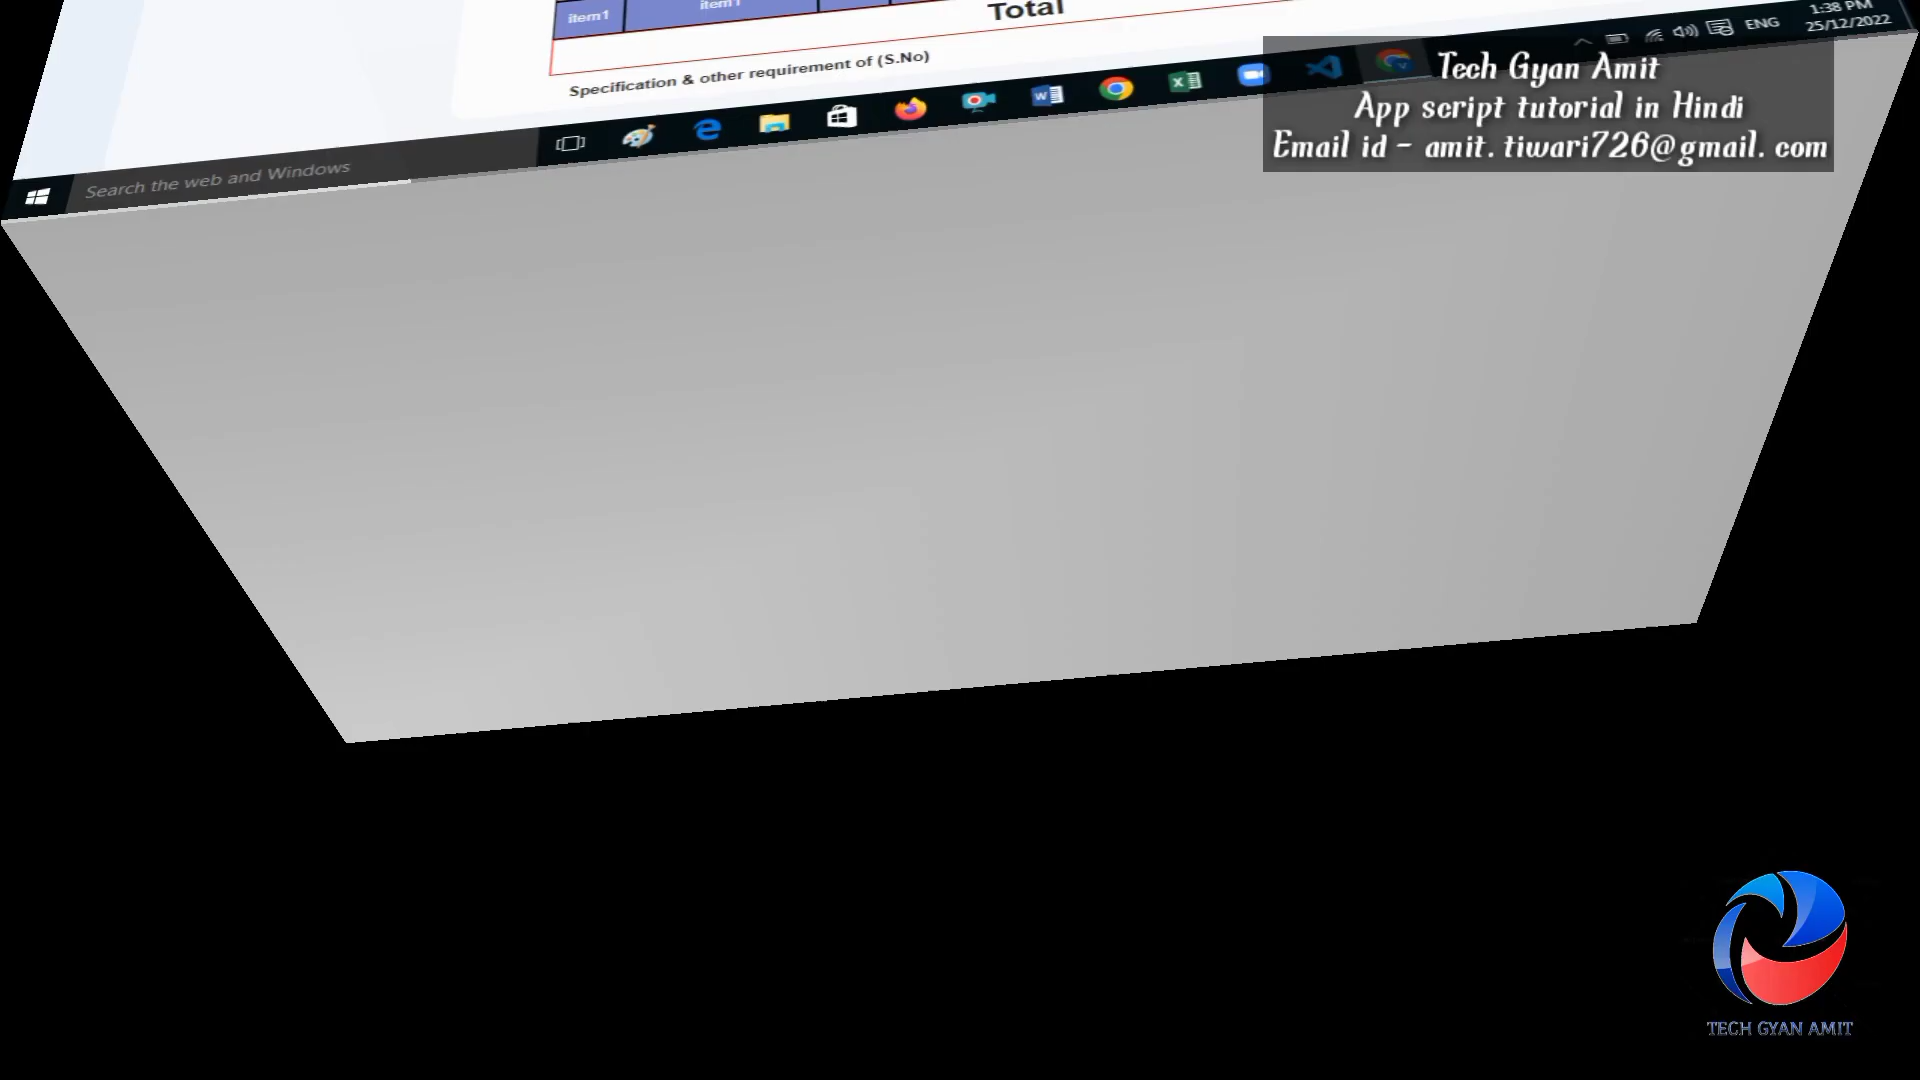 item1
item1
Total
Specification & other requirement of (S.No)
Search the web and Windows
ENG
1:38 PM
25/12/2022
Tech Gyan Amit
App script tutorial in Hindi
Email id - amit.tiwari726@gmail.com
TECH GYAN AMIT